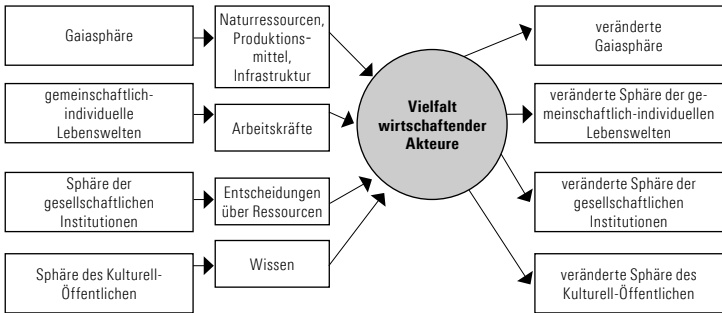 Gaiasphäre
Naturressourcen,
Produktions-
mittel,
Infrastruktur
gemeinschaftlich-
individuelle
Lebenswelten
Arbeitskräfte
Sphäre der
gesellschaftlichen
Institutionen
Entscheidungen
über Ressourcen
Sphäre des Kulturell-
Öffentlichen
Wissen
Vielfalt
wirtschaftender
Akteure
veränderte
Gaiasphäre
veränderte Sphäre der ge-
meinschaftlich-individuellen
Lebenswelten
veränderte Sphäre der
gesellschaftlichen
Institutionen
veränderte Sphäre des
Kulturell-Öffentlichen